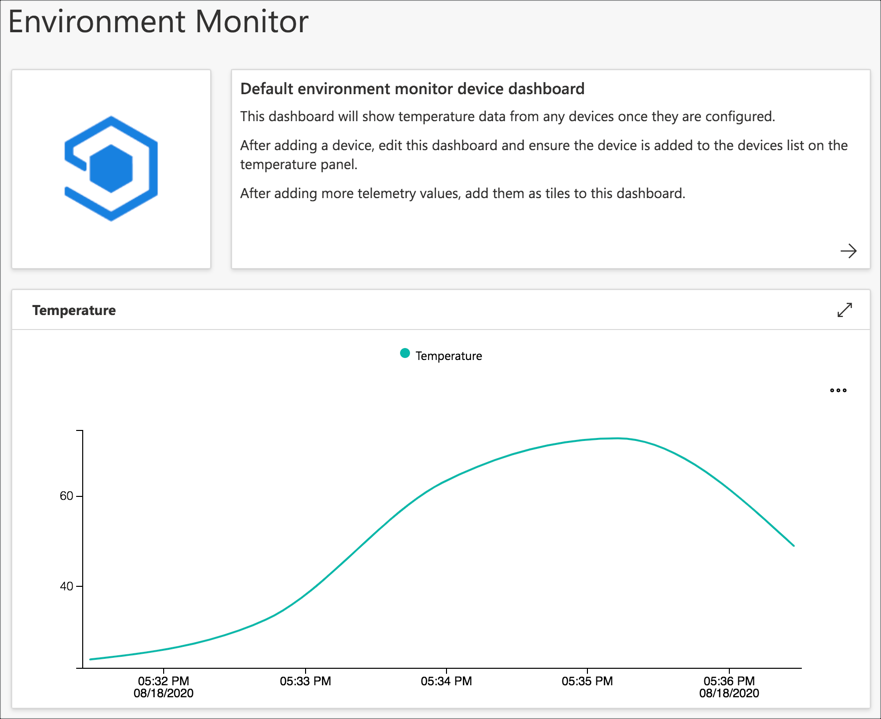 Environment Monitor
Default environment monitor device dashboard
This dashboard will show temperature data from any devices once they are configured.
After adding a device, edit this dashboard and ensure the device is added to the devices list on the
temperature panel.
After adding more telemetry values, add them as tiles to this dashboard.
Temperature
Temperature
60
40
05:32 PM 05:33 PM 05:34 PM 05:35 PM 05:36 PM
08/18/2020 08/18/2020